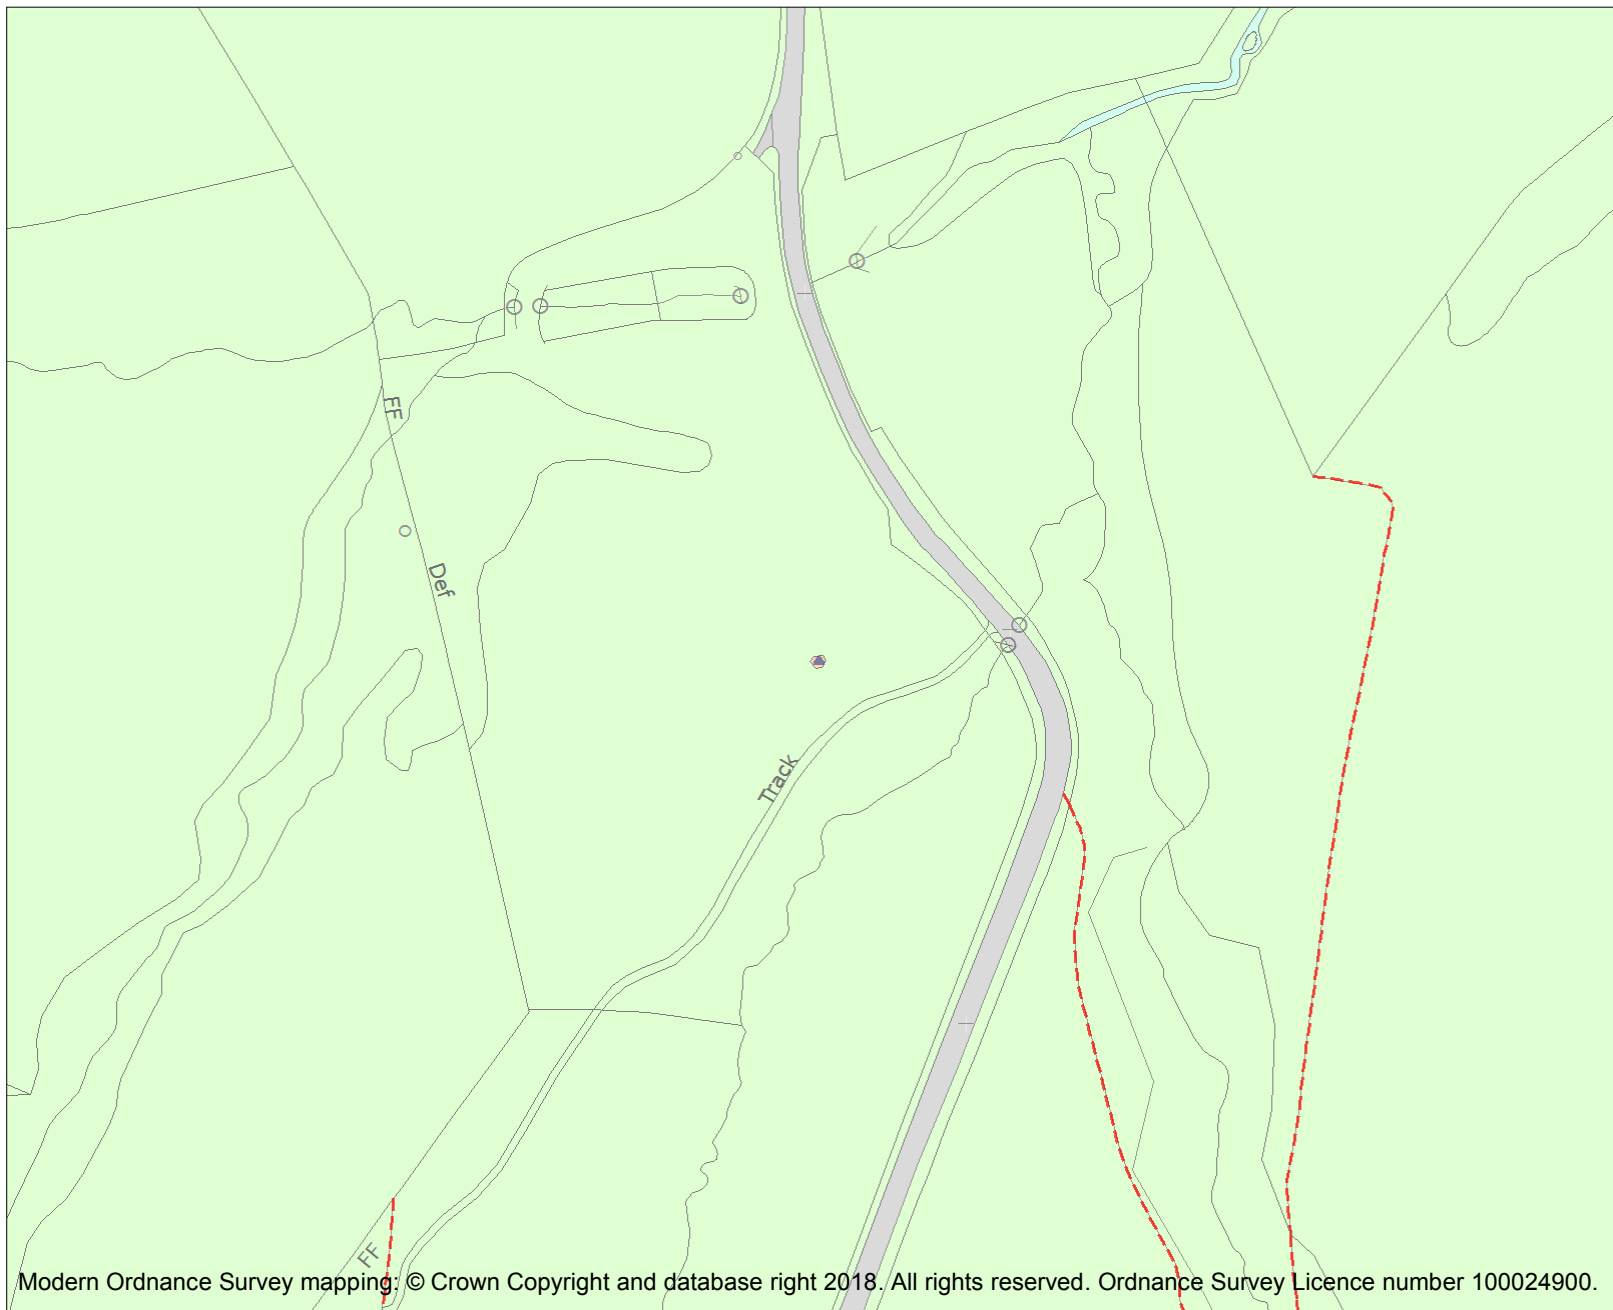 FF
Def
Track
FF
Modern Ordnance Survey mapping: © Crown Copyright and database right 2018. All rights reserved. Ordnance Survey Licence number 100024900.